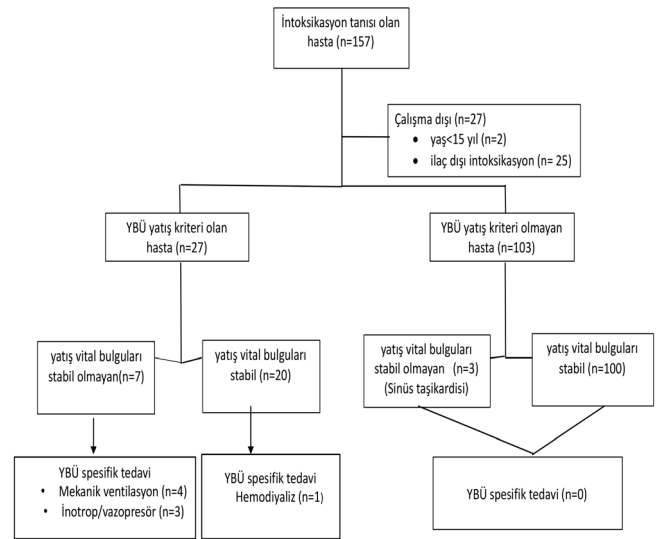 İntoksikasyon tanısı olan
hasta (n=157)
Çalışma dışı (n=27)
• yaş<15 yıl (n=2)
• ilaç dışı intoksikasyon (n= 25)
YBÜ yatış kriteri olan
hasta (n=27)
YBÜ yatış kriteri olmayan
hasta (n=103)
yatış vital bulguları
stabil olmayan(n=7)
yatış vital bulguları
stabil (n=20)
yatış vital bulguları
stabil olmayan (n=3)
(Sinüs taşikardisi)
yatış vital bulguları
stabil (n=100)
YBÜ spesifik tedavi
• Mekanik ventilasyon (n=4)
• İnotrop/vazopresör (n=3)
YBÜ spesifik tedavi
Hemodiyaliz (n=1)
YBÜ spesifik tedavi (n=0)